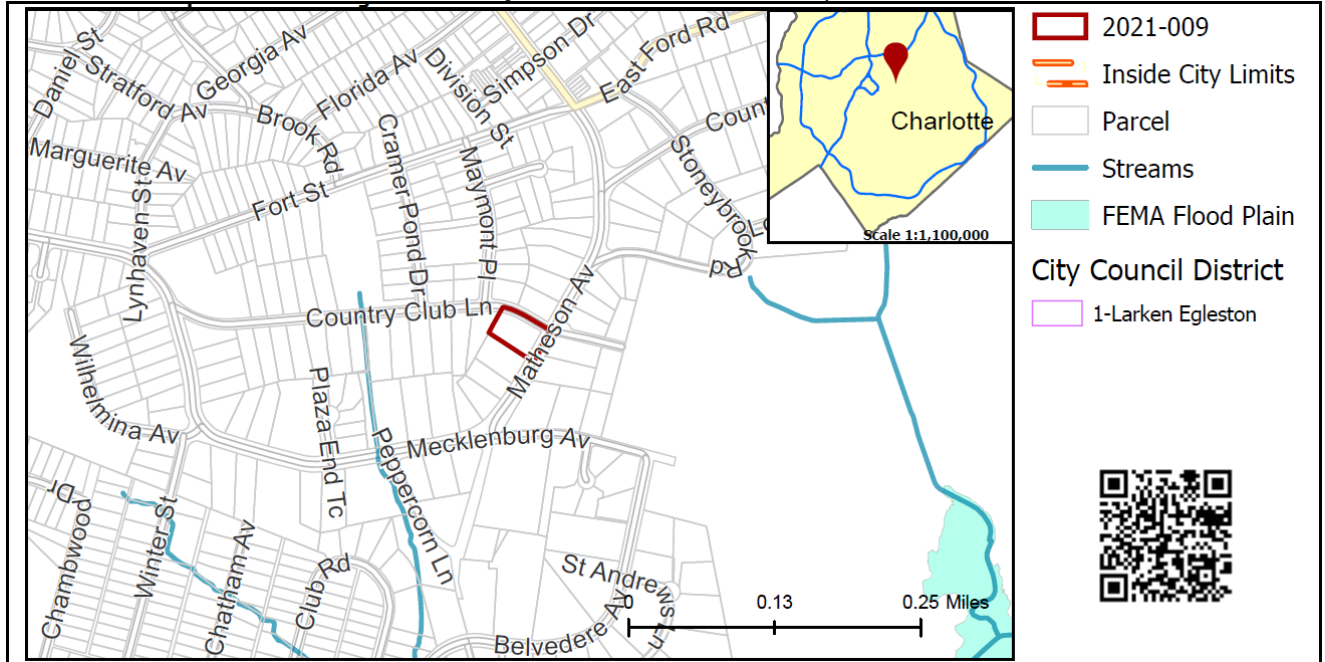 Daniel St
Stratford Av
Georgia Av
Florida Av
Division St
Simpson Dr
East Ford Rd
Brook Rd
Cramer Pond Dr
Maymont Pl
Stoneybrook
Rd
Count
Marguerite Av
Lynhaven St
Fort St
Country Club Ln
Matheson Av
Wilhelmina Av
Plaza End Tc
Peppercorn Ln
Mecklenburg Av
Dr
Chambwood
Winter St
Chatham Av
Club Rd
St Andrews Ln
Belvedere Av
0 0.13 0.25 Miles
Charlotte
Scale 1:1,100,000
2021-009
Inside City Limits
Parcel
Streams
FEMA Flood Plain
City Council District
1-Larken Egleston